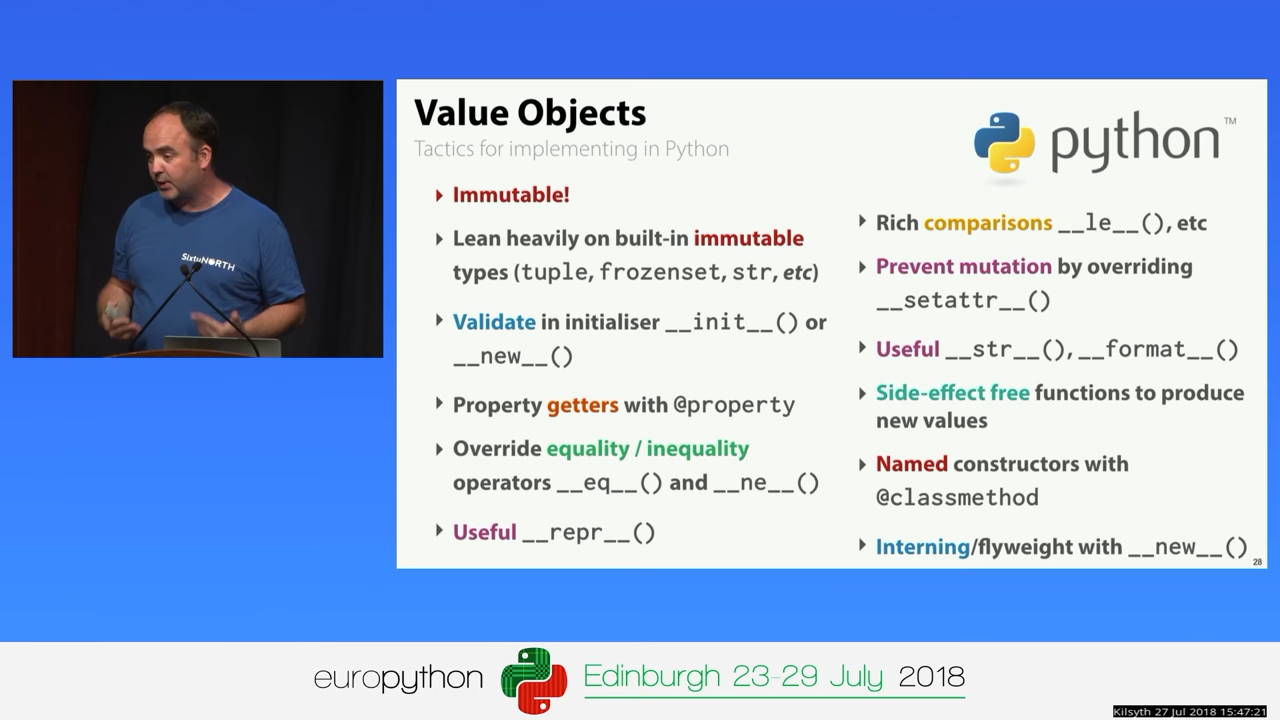 Value Objects
Tactics for implementing in Python
python™
Immutable!
Lean heavily on built-in immutable
types (tuple, frozenset, str, etc)
Validate in initialiser __init__() or
__new__()
Property getters with @property
Override equality / inequality
operators __eq__() and __ne__()
Useful __repr__()
Rich comparisons __le__(), etc
Prevent mutation by overriding
__setattr__()
Useful __str__(), __format__()
Side-effect free functions to produce
new values
Named constructors with
@classmethod
Interning/flyweight with __new__()
28
SixtyNORTH
europython Edinburgh 23-29 July 2018
Kilsyth 27 Jul 2018 15:47:21